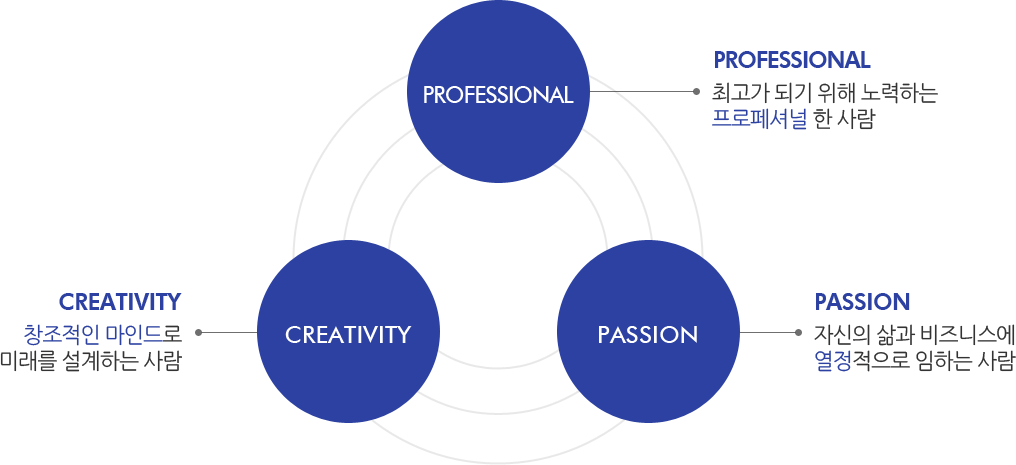 PROFESSIONAL
PROFESSIONAL
최고가 되기 위해 노력하는
프로페셔널 한 사람
CREATIVITY
창조적인 마인드로
미래를 설계하는 사람
CREATIVITY
PASSION
PASSION
자신의 삶과 비즈니스에
열정적으로 임하는 사람